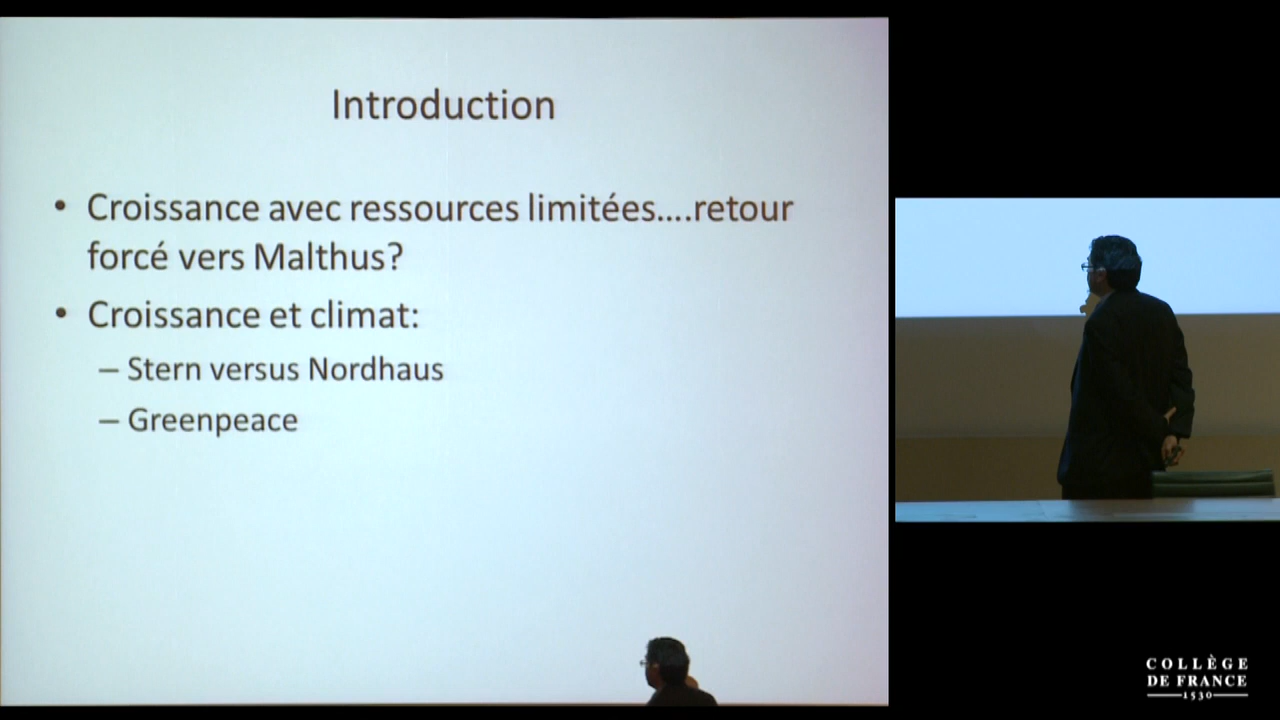 Introduction
• Croissance avec ressources limitées....retour
forcé vers Malthus?
• Croissance et climat:
– Stern versus Nordhaus
– Greenpeace
COLLÈGE
DE FRANCE
1530